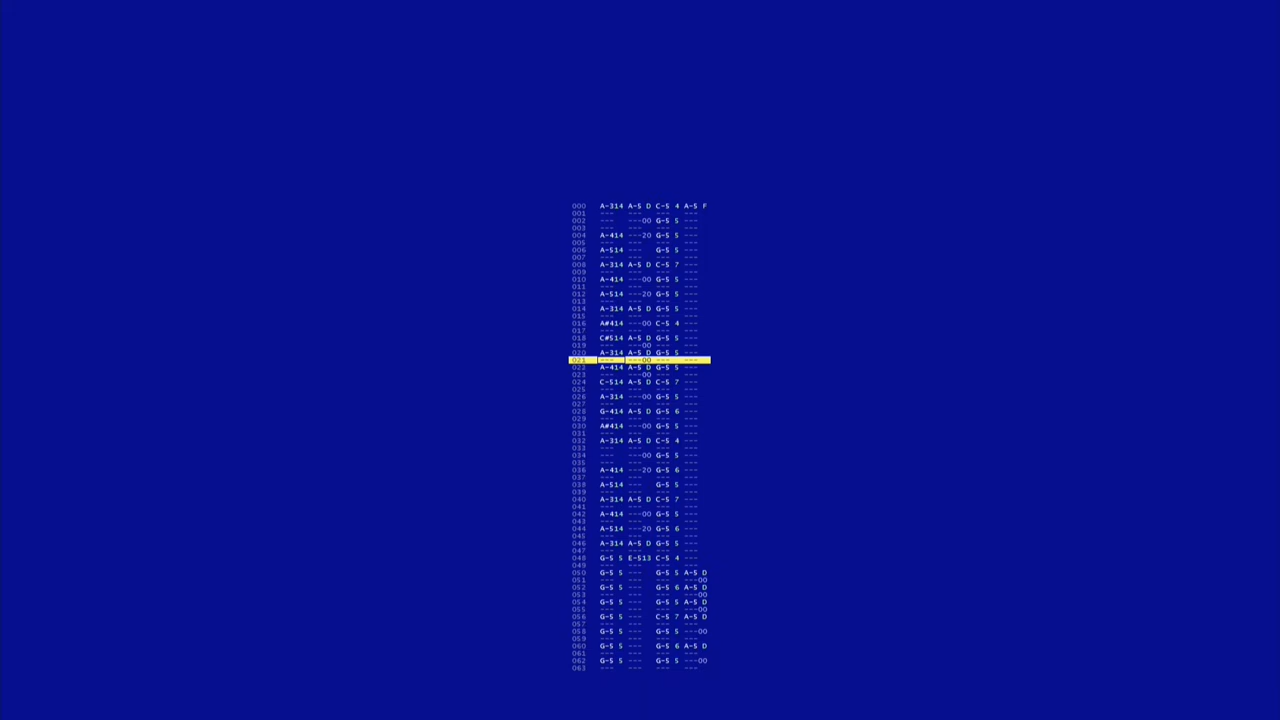 000 A-314 A-5 D C-5 4 A-5 F
001 --- --- --- ---
002 --- ---00 G-5 5 ---
003 --- --- --- ---
004 A-414 ---20 G-5 5 ---
005 --- --- --- ---
006 A-514 --- G-5 5 ---
007 --- --- --- ---
008 A-314 A-5 D C-5 7 ---
009 --- --- --- ---
010 A-414 ---00 G-5 5 ---
011 --- --- --- ---
012 A-514 ---20 G-5 5 ---
013 --- --- --- ---
014 A-314 A-5 D G-5 5 ---
015 --- --- --- ---
016 A#414 ---00 C-5 4 ---
017 --- --- --- ---
018 C#514 A-5 D G-5 5 ---
019 --- ---00 --- ---
020 A-314 A-5 D G-5 5 ---
021 --- ---00 --- ---
022 A-414 A-5 D G-5 5 ---
023 --- ---00 --- ---
024 C-514 A-5 D C-5 7 ---
025 --- --- --- ---
026 A-314 ---00 G-5 5 ---
027 --- --- --- ---
028 G-414 A-5 D G-5 6 ---
029 --- --- --- ---
030 A#414 ---00 G-5 5 ---
031 --- --- --- ---
032 A-314 A-5 D C-5 4 ---
033 --- --- --- ---
034 --- ---00 G-5 5 ---
035 --- --- --- ---
036 A-414 ---20 G-5 6 ---
037 --- --- --- ---
038 A-514 --- G-5 5 ---
039 --- --- --- ---
040 A-314 A-5 D C-5 7 ---
041 --- --- --- ---
042 A-414 ---00 G-5 5 ---
043 --- --- --- ---
044 A-514 ---20 G-5 6 ---
045 --- --- --- ---
046 A-314 A-5 D G-5 5 ---
047 --- --- --- ---
048 G-5 5 E-513 C-5 4 ---
049 --- --- --- ---
050 G-5 5 --- G-5 5 A-5 D
051 --- --- --- ---00
052 G-5 5 --- G-5 6 A-5 D
053 --- --- --- ---00
054 G-5 5 --- G-5 5 A-5 D
055 --- --- --- ---00
056 G-5 5 --- C-5 7 A-5 D
057 --- --- --- ---
058 G-5 5 --- G-5 5 ---00
059 --- --- --- ---
060 G-5 5 --- G-5 6 A-5 D
061 --- --- --- ---
062 G-5 5 --- G-5 5 ---00
063 --- --- --- ---